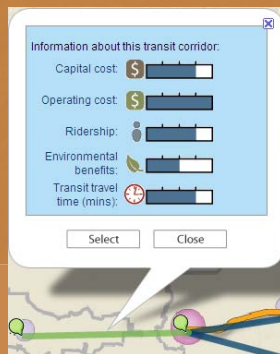 Information about this transit corridor:
Capital cost: $
Operating cost: $
Ridership:
Environmental
benefits:
Transit travel
time (mins):
Select Close